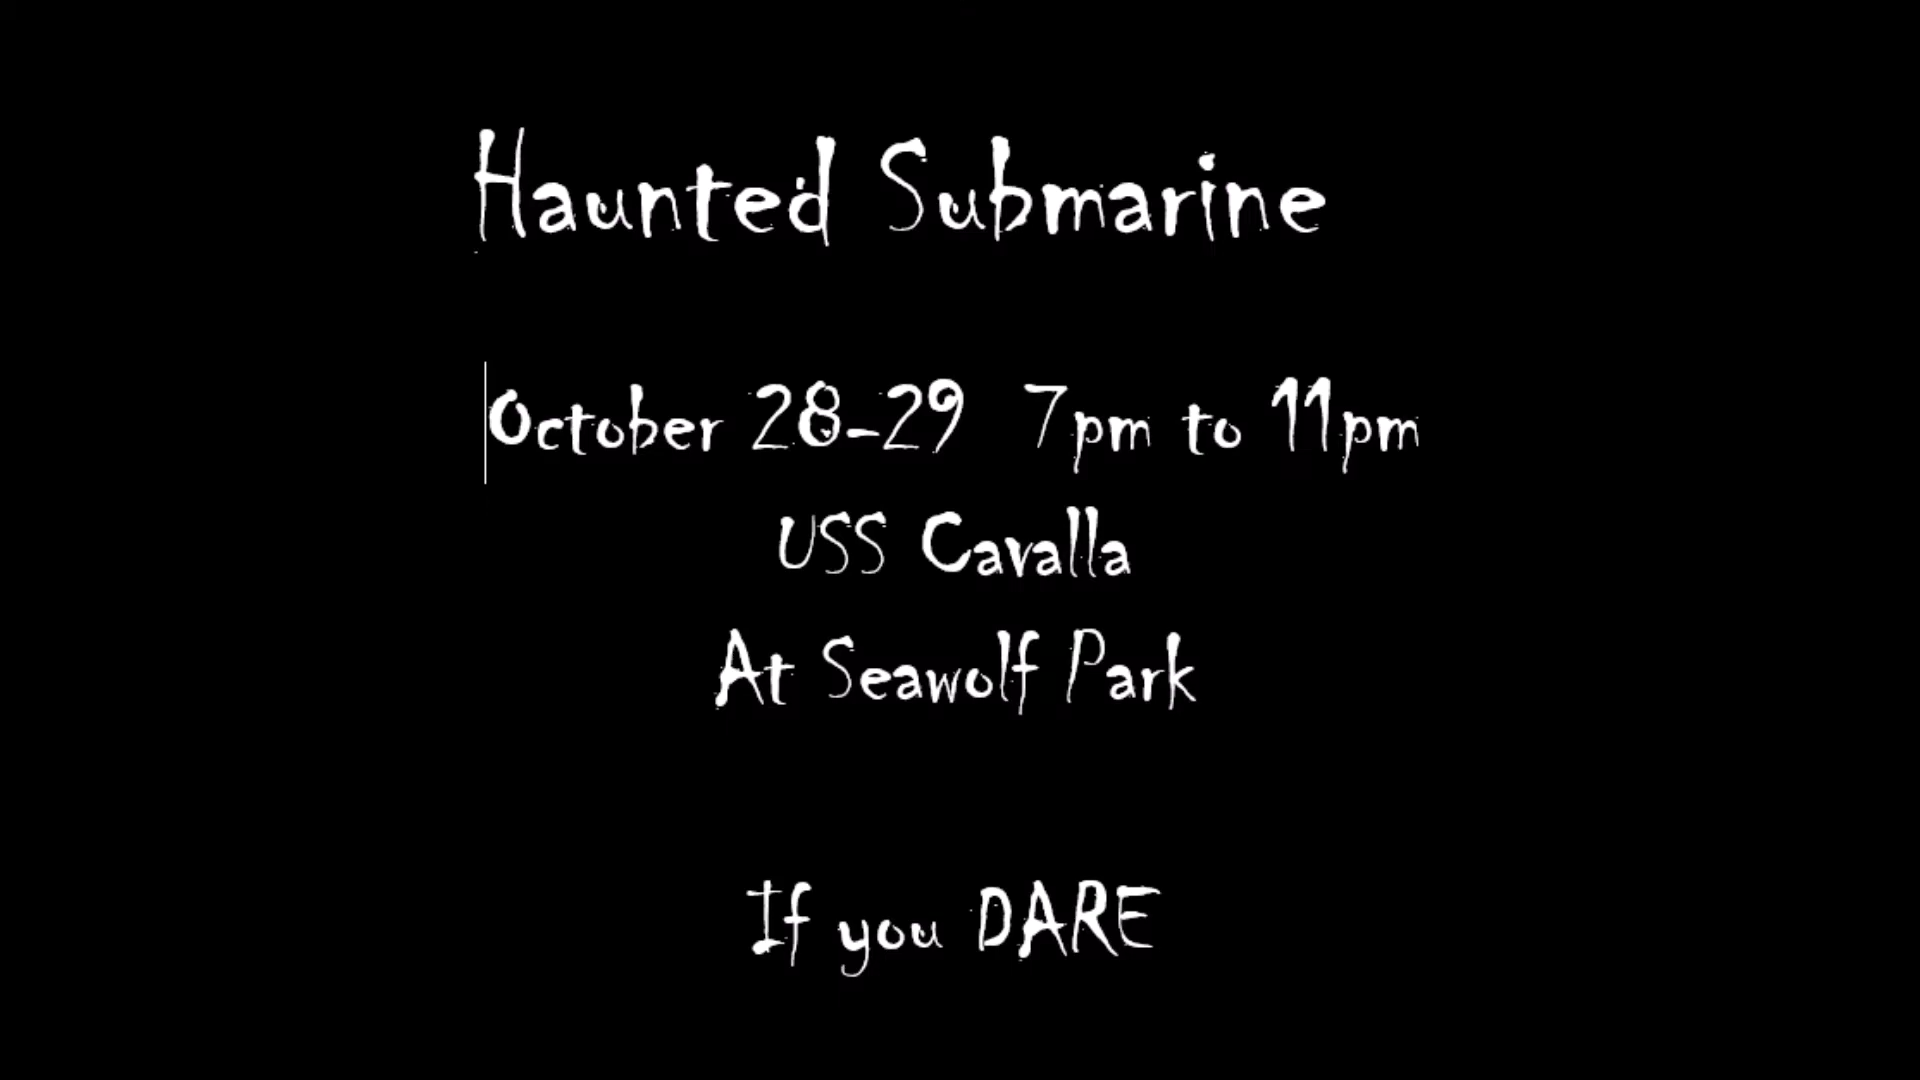 Haunted Submarine
October 28-29 7pm to 11pm
USS Cavalla
At Seawolf Park
If you DARE